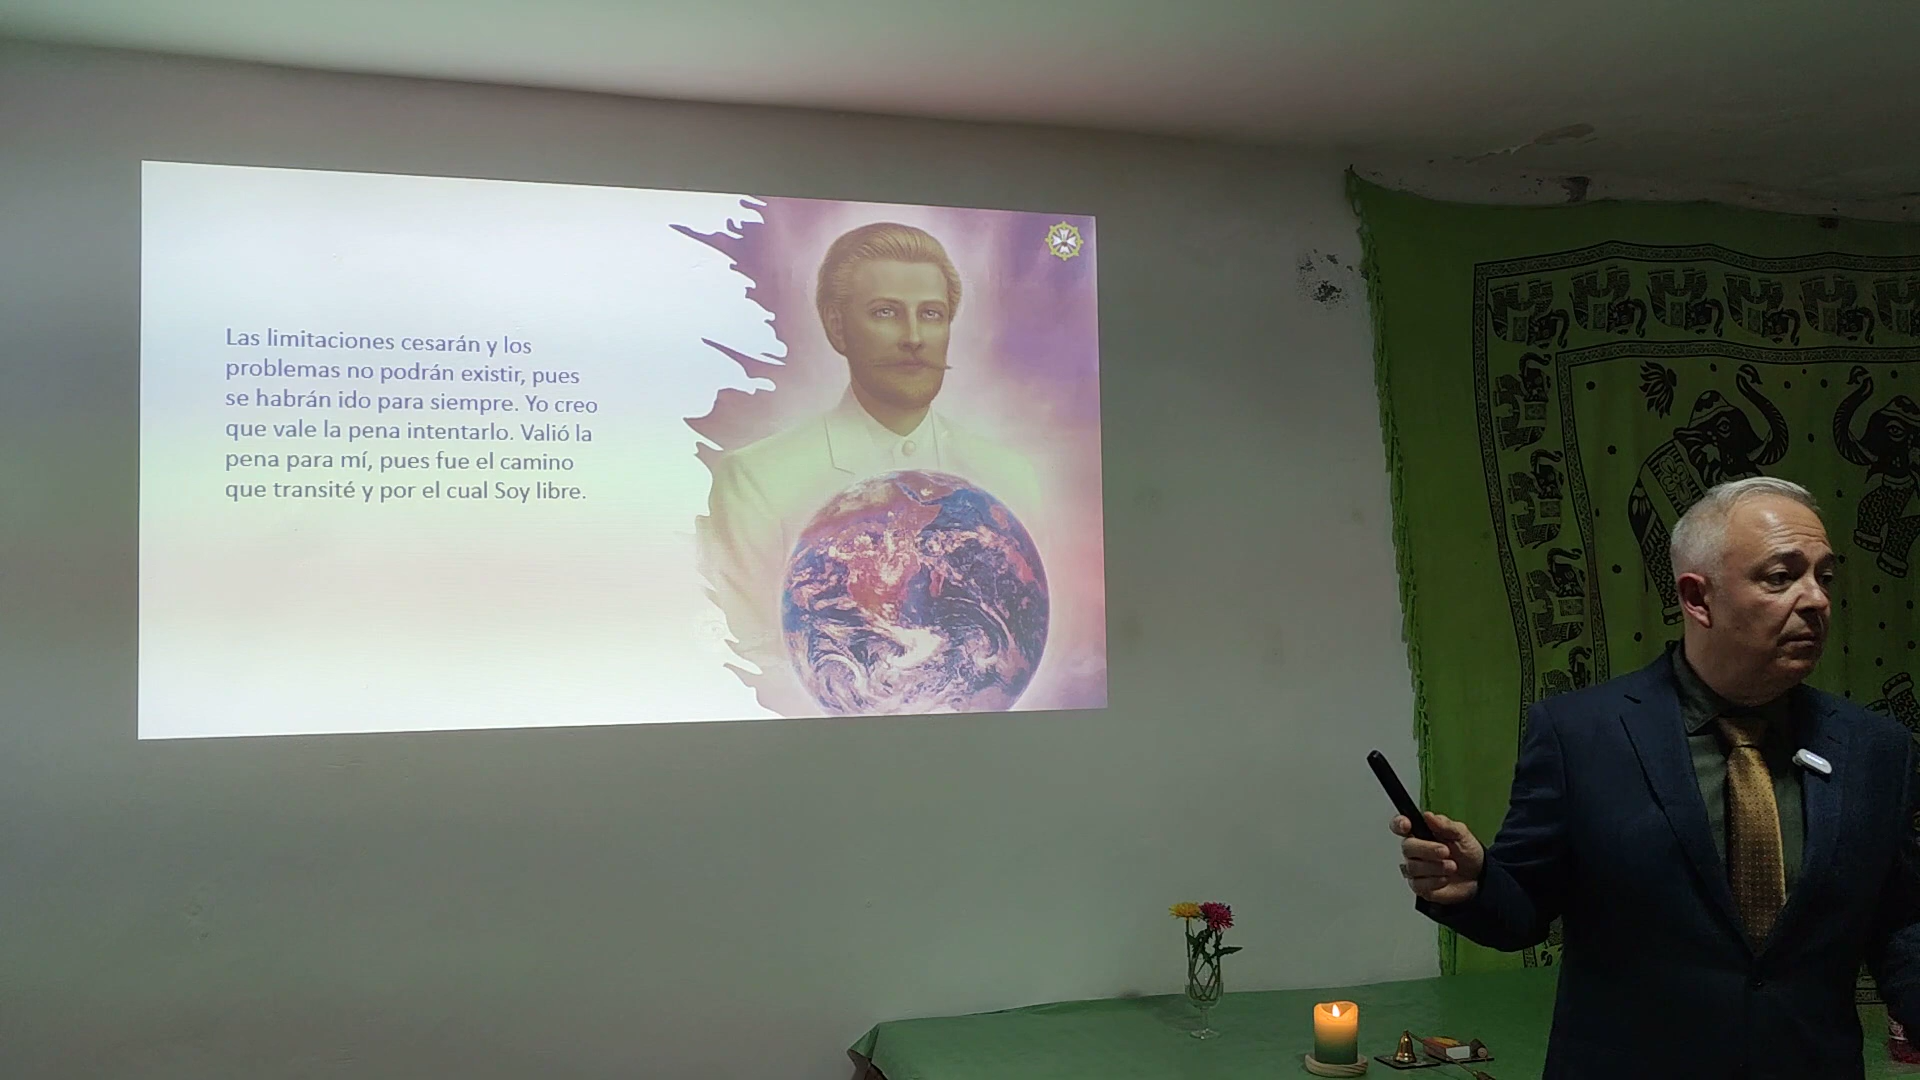 Las limitaciones cesarán y los
problemas no podrán existir, pues
se habrán ido para siempre. Yo creo
que vale la pena intentarlo. Valió la
pena para mí, pues fue el camino
que transité y por el cual Soy libre.